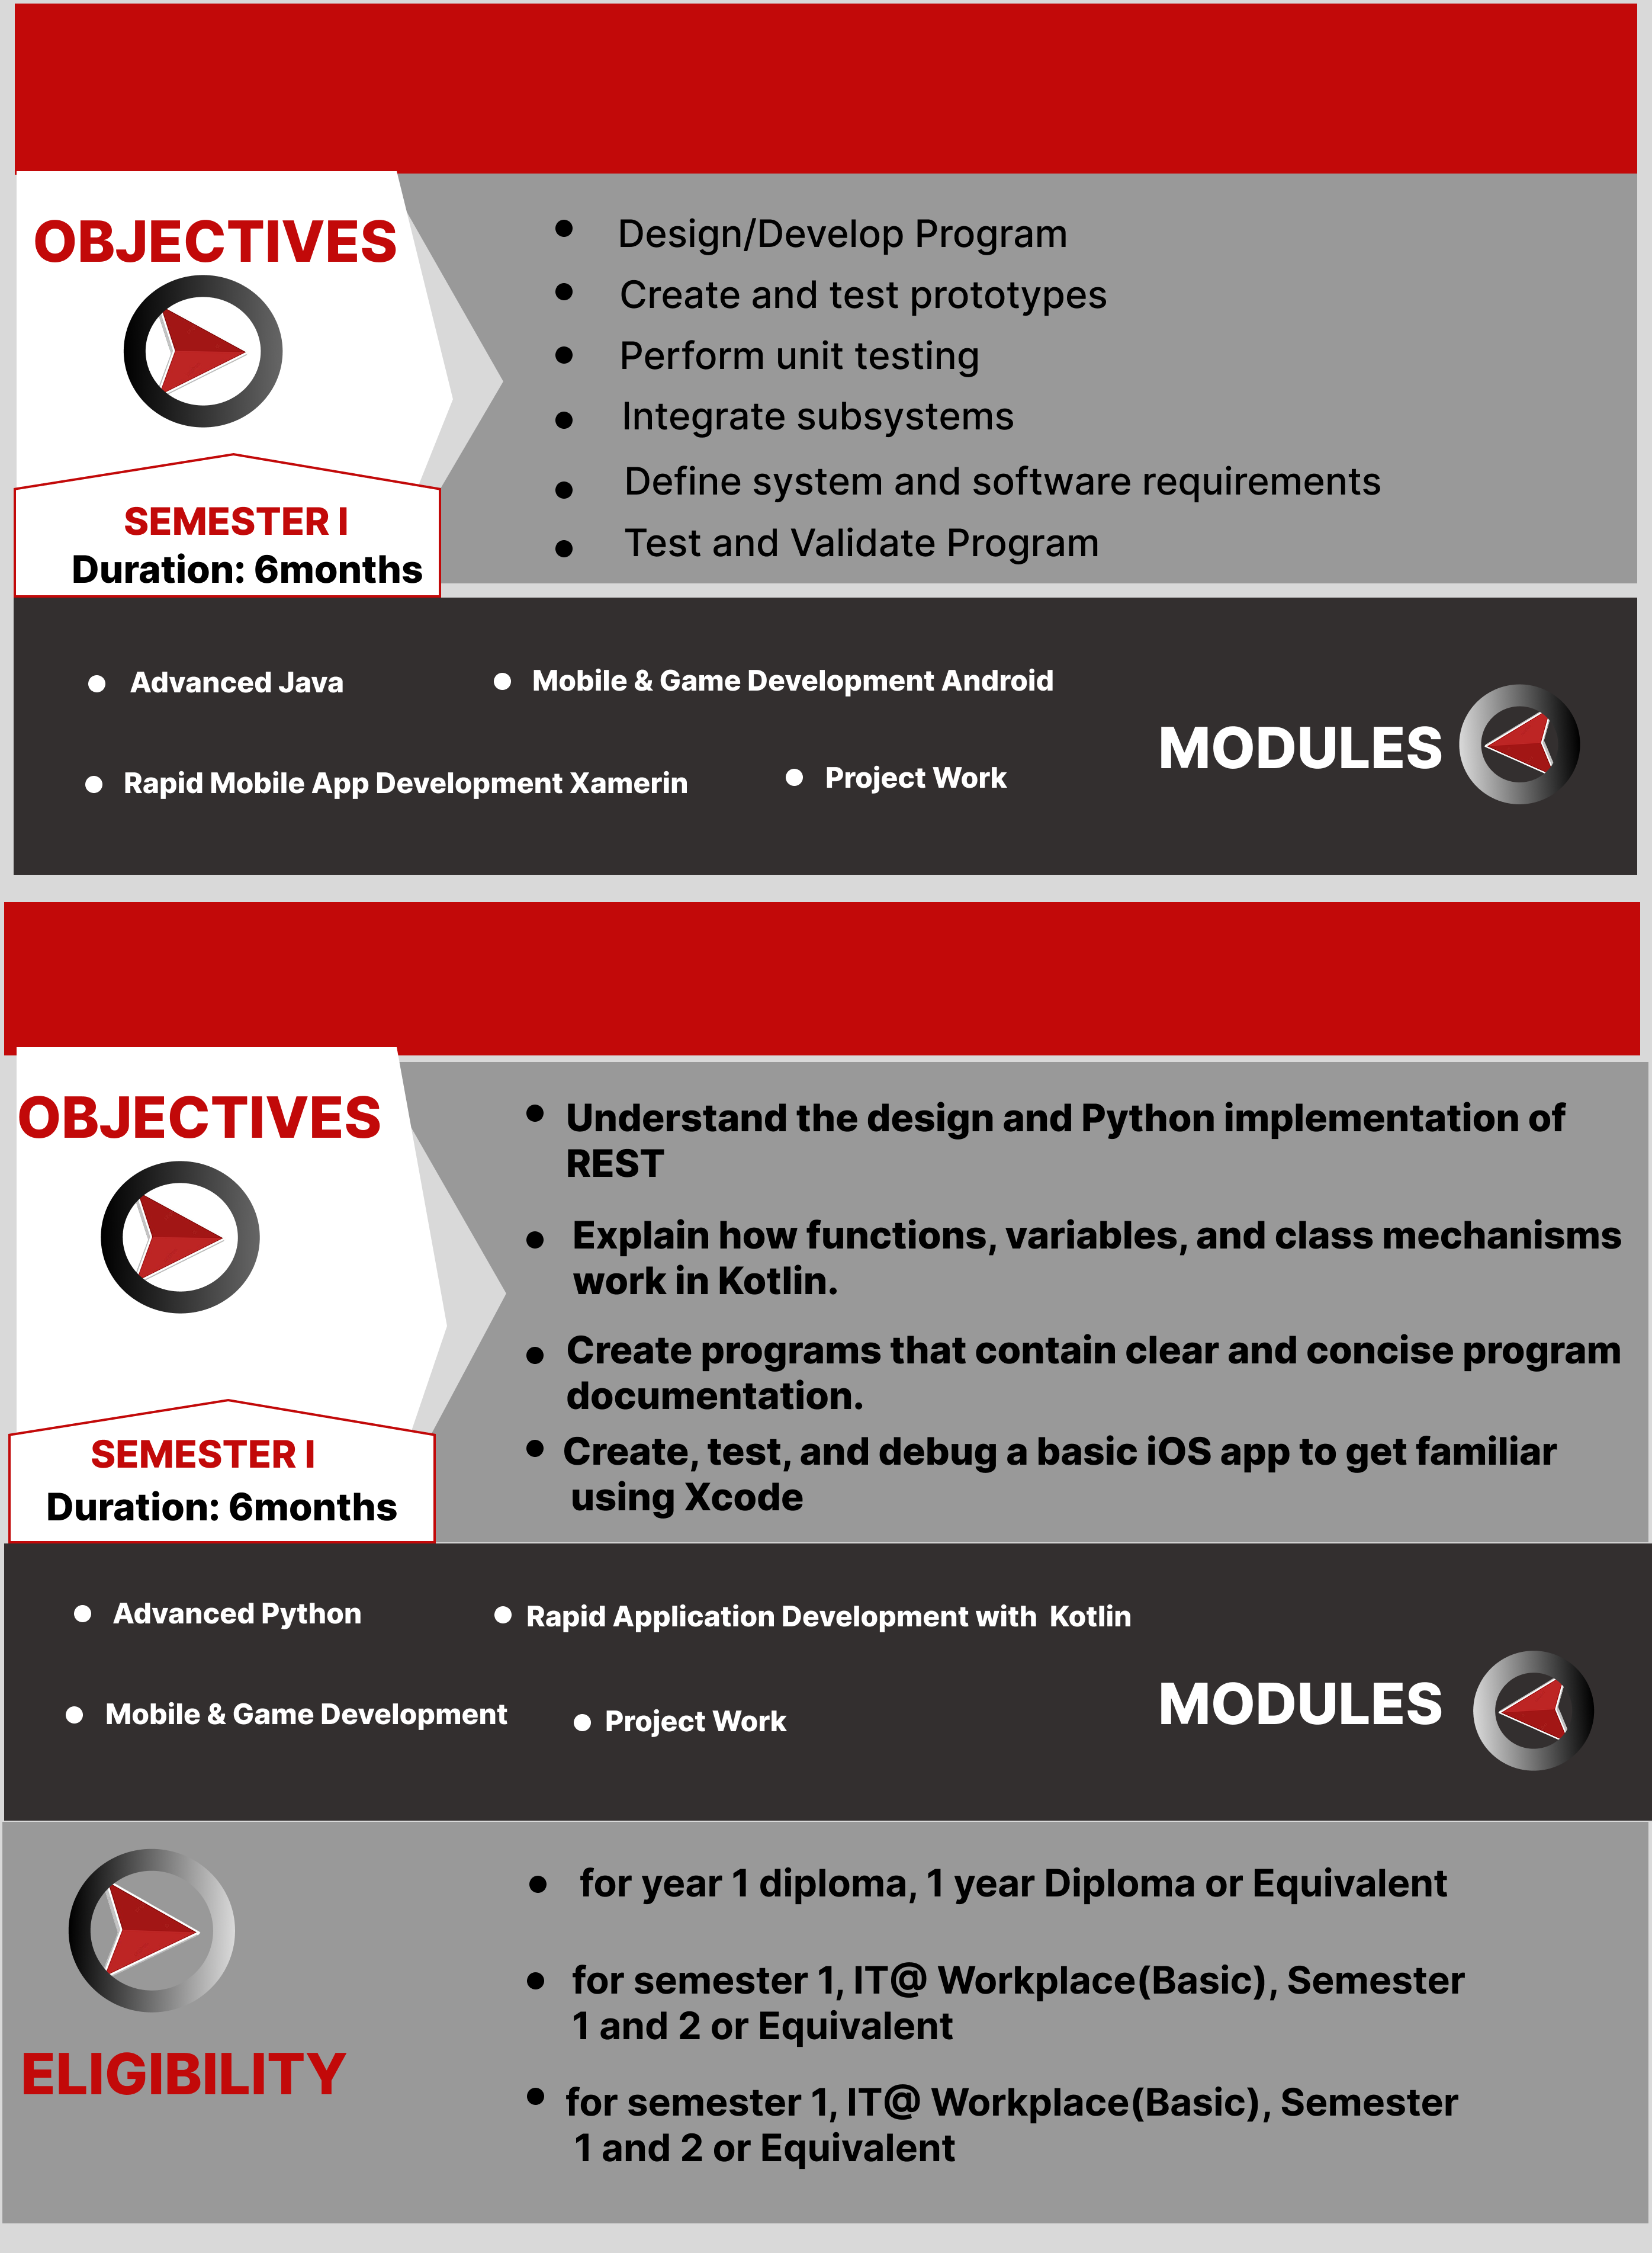 OBJECTIVES
Design/Develop Program
Create and test prototypes
Perform unit testing
Integrate subsystems
Define system and software requirements
Test and Validate Program
SEMESTER I
Duration: 6months
Advanced Java
Mobile & Game Development Android
Rapid Mobile App Development Xamerin
Project Work
MODULES
OBJECTIVES
Understand the design and Python implementation of
REST
Explain how functions, variables, and class mechanisms
work in Kotlin.
Create programs that contain clear and concise program
documentation.
Create, test, and debug a basic iOS app to get familiar
using Xcode
SEMESTER I
Duration: 6months
Advanced Python
Rapid Application Development with  Kotlin
Mobile & Game Development
Project Work
MODULES
ELIGIBILITY
for year 1 diploma, 1 year Diploma or Equivalent
for semester 1, IT@ Workplace(Basic), Semester
1 and 2 or Equivalent
for semester 1, IT@ Workplace(Basic), Semester
1 and 2 or Equivalent